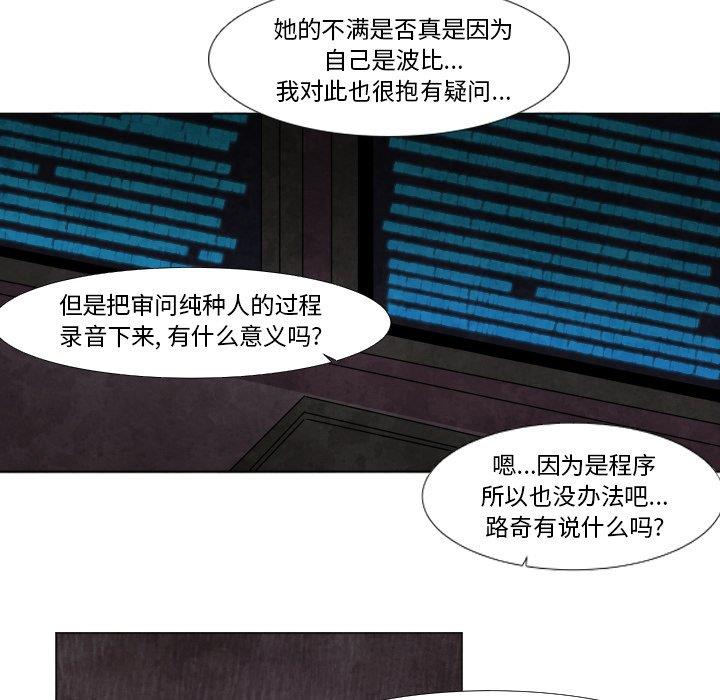 她的不满是否真是因为
自己是波比...
我对此也很抱有疑问...
但是把审问纯种人的过程
录音下来, 有什么意义吗?
嗯...因为是程序
所以也没办法吧...
路奇有说什么吗?